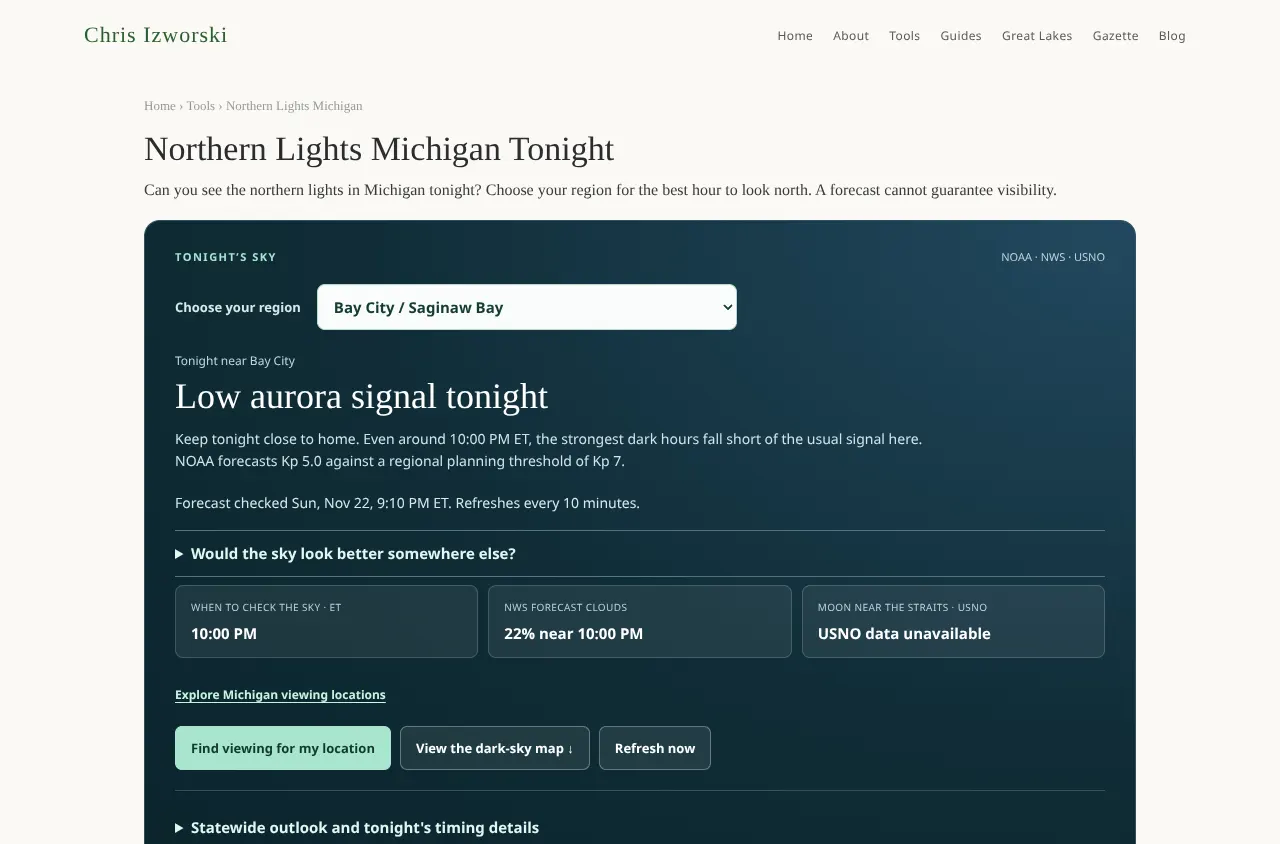 Chris Izworski
Home About Tools Guides Great Lakes Gazette Blog
Home › Tools › Northern Lights Michigan
Northern Lights Michigan Tonight
Can you see the northern lights in Michigan tonight? Choose your region for the best hour to look north. A forecast cannot guarantee visibility.
TONIGHT’S SKY
NOAA · NWS · USNO
Choose your region
Bay City / Saginaw Bay
Tonight near Bay City
Low aurora signal tonight
Keep tonight close to home. Even around 10:00 PM ET, the strongest dark hours fall short of the usual signal here.
NOAA forecasts Kp 5.0 against a regional planning threshold of Kp 7.
Forecast checked Sun, Nov 22, 9:10 PM ET. Refreshes every 10 minutes.
▶ Would the sky look better somewhere else?
WHEN TO CHECK THE SKY · ET
10:00 PM
NWS FORECAST CLOUDS
22% near 10:00 PM
MOON NEAR THE STRAITS · USNO
USNO data unavailable
Explore Michigan viewing locations
Find viewing for my location
View the dark-sky map ↓
Refresh now
▶ Statewide outlook and tonight's timing details